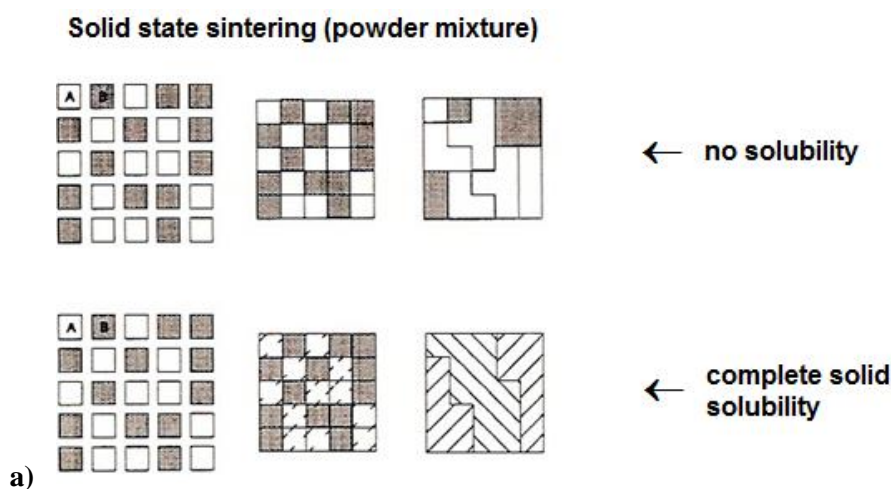 Solid state sintering (powder mixture)
A B
← no solubility
A B
← complete solid
solubility
a)